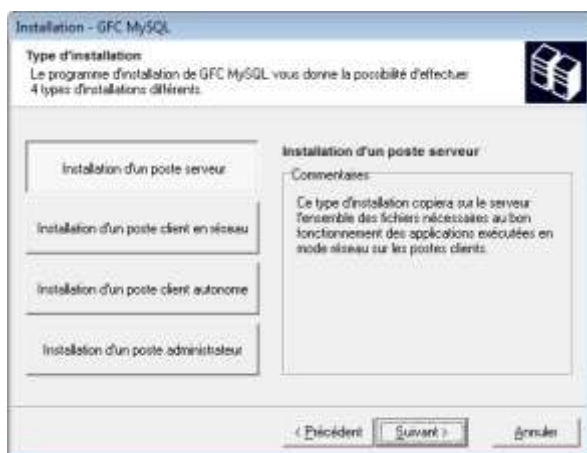 Installation - GFC MySQL
Type d'installation
Le programme d'installation de GFC MySQL vous donne la possibilité d'effectuer
4 types d'installations différents.
Installation d'un poste serveur
Installation d'un poste client en réseau
Installation d'un poste client autonome
Installation d'un poste administrateur
Installation d'un poste serveur
Commentaires
Ce type d'installation copiera sur le serveur
l'ensemble des fichiers nécessaires au bon
fonctionnement des applications exécutées en
mode réseau sur les postes clients.
< Précédent
Suivant >
Annuler